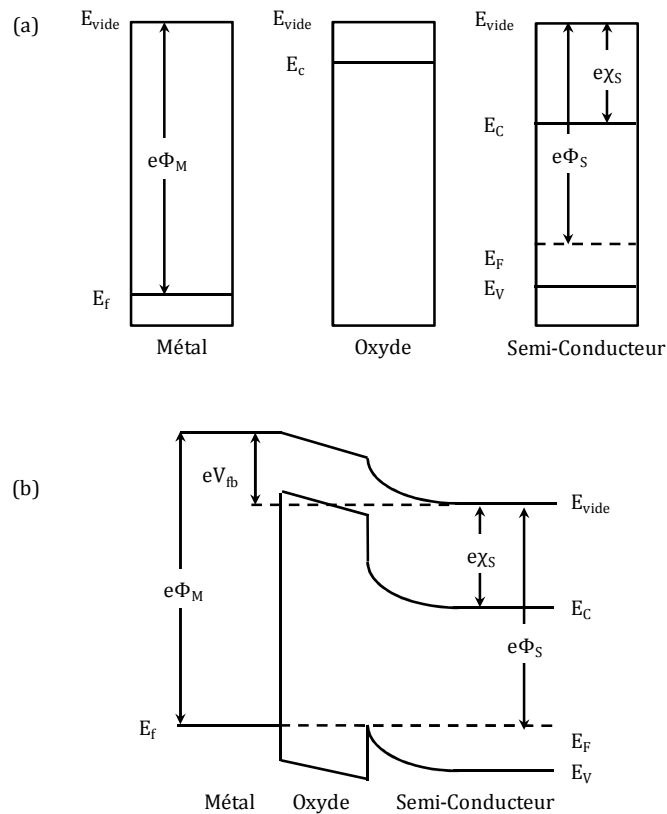 (a)
E_vide
eΦ_M
E_f
Métal
E_vide
E_c
Oxyde
E_vide
eχ_S
E_C
eΦ_S
E_F
E_V
Semi-Conducteur
(b)
eV_fb
E_vide
eχ_S
eΦ_M
E_C
eΦ_S
E_f
E_F
E_V
Métal Oxyde Semi-Conducteur